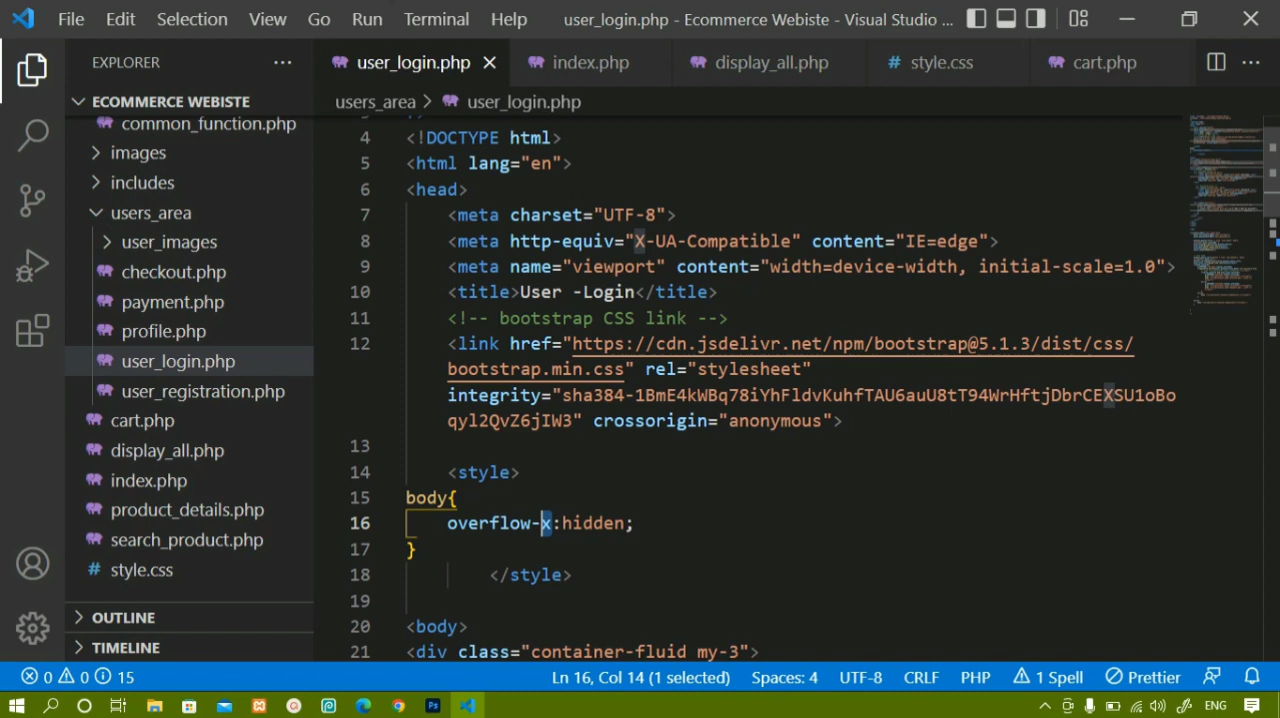 File Edit Selection View Go Run Terminal Help user_login.php - Ecommerce Webiste - Visual Studio ...
EXPLORER ...
user_login.php index.php display_all.php # style.css cart.php ...
ECOMMERCE WEBISTE
users_area > user_login.php
common_function.php
images
includes
users_area
user_images
checkout.php
payment.php
profile.php
user_login.php
user_registration.php
cart.php
display_all.php
index.php
product_details.php
search_product.php
# style.css
OUTLINE
TIMELINE
4 <!DOCTYPE html>
5 <html lang="en">
6 <head>
7 <meta charset="UTF-8">
8 <meta http-equiv="X-UA-Compatible" content="IE=edge">
9 <meta name="viewport" content="width=device-width, initial-scale=1.0">
10 <title>User -Login</title>
11 <!-- bootstrap CSS link -->
12 <link href="https://cdn.jsdelivr.net/npm/bootstrap@5.1.3/dist/css/
bootstrap.min.css" rel="stylesheet"
integrity="sha384-1BmE4kWBq78iYhFldvKuhfTAU6auU8tT94WrHftjDbrCEXSU1oBo
qyl2QvZ6jIW3" crossorigin="anonymous">
13
14 <style>
15 body{
16 overflow-x:hidden;
17 }
18 </style>
19
20 <body>
21 <div class="container-fluid my-3">
0 0 15 Ln 16, Col 14 (1 selected) Spaces: 4 UTF-8 CRLF PHP 1 Spell Prettier
Ps ENG